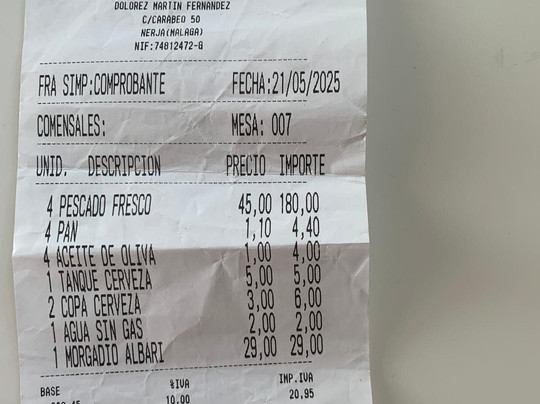 DOLOREZ MARTIN FERNANDEZ
C/CARABEO 50
NERJA(MALAGA)
NIF:74812472-G
FRA SIMP:COMPROBANTE FECHA:21/05/2025
COMENSALES: MESA: 007
UNID. DESCRIPCION PRECIO IMPORTE
4 PESCADO FRESCO 45,00 180,00
4 PAN 1,10 4,40
4 ACEITE DE OLIVA 1,00 4,00
1 TANQUE CERVEZA 5,00 5,00
2 COPA CERVEZA 3,00 6,00
1 AGUA SIN GAS 2,00 2,00
1 MORGADIO ALBARI 29,00 29,00
BASE %IVA IMP.IVA
10.00 20.95